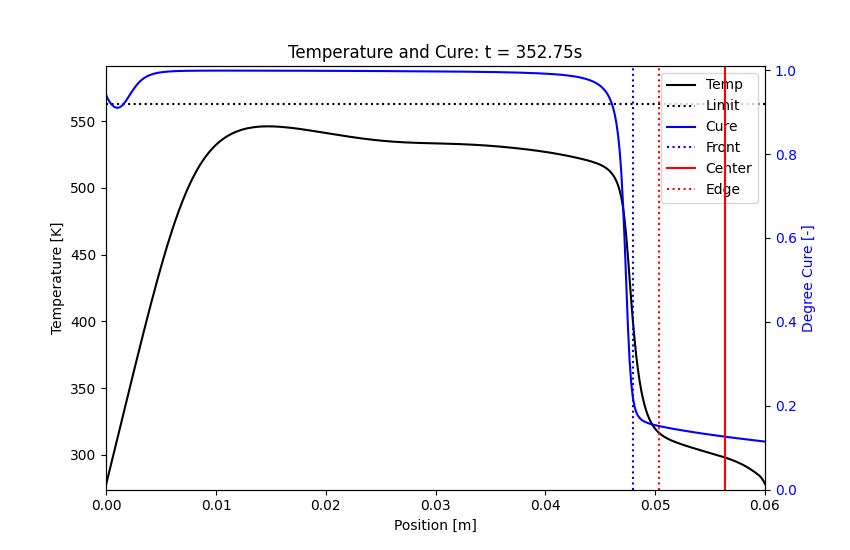 Temperature and Cure: t = 352.75s
Temperature [K]
550
500
450
400
350
300
Temp
Limit
Cure
Front
Center
Edge
1.0
0.8
0.6
0.4
0.2
0.0
Degree Cure [-]
0.00 0.01 0.02 0.03 0.04 0.05 0.06
Position [m]